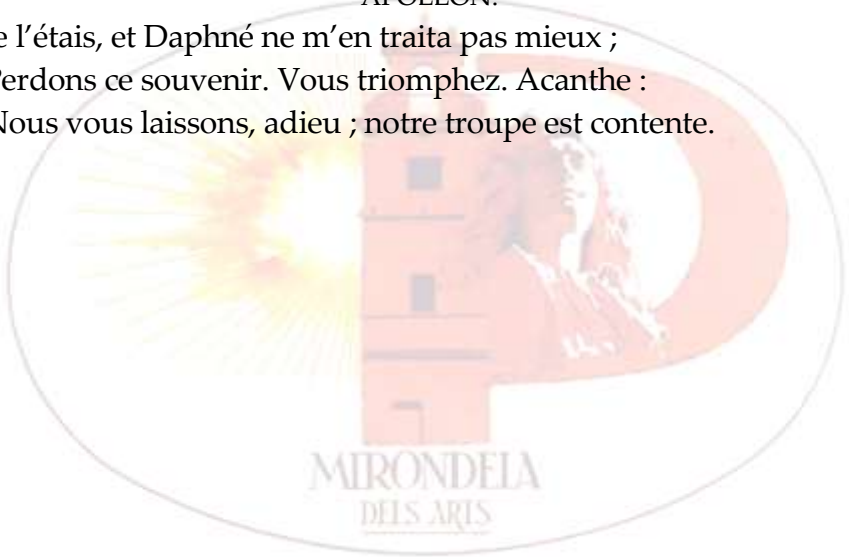 APOLLON.
e l’étais, et Daphné ne m’en traita pas mieux ;
Perdons ce souvenir. Vous triomphez. Acanthe :
Nous vous laissons, adieu ; notre troupe est contente.
MIRONDELA
DELS ARTS